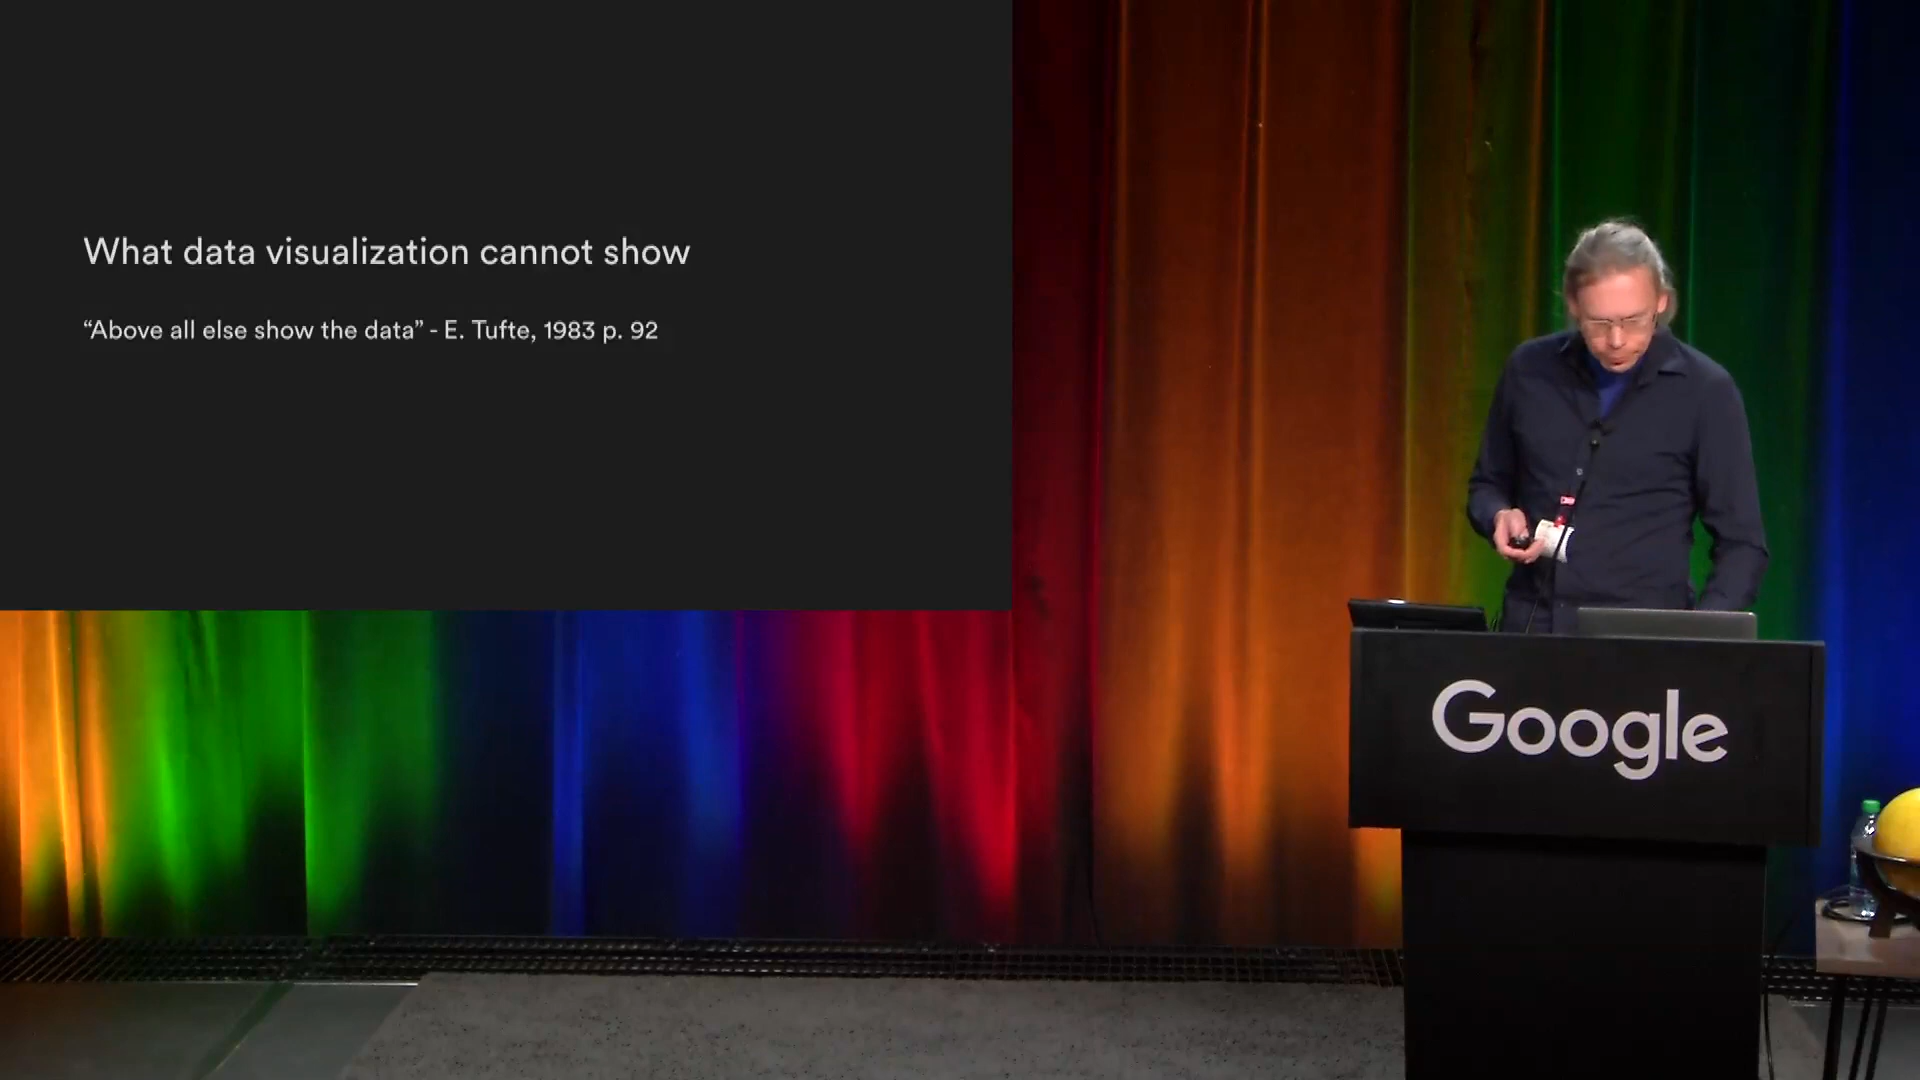 What data visualization cannot show
“Above all else show the data” - E. Tufte, 1983 p. 92
Google